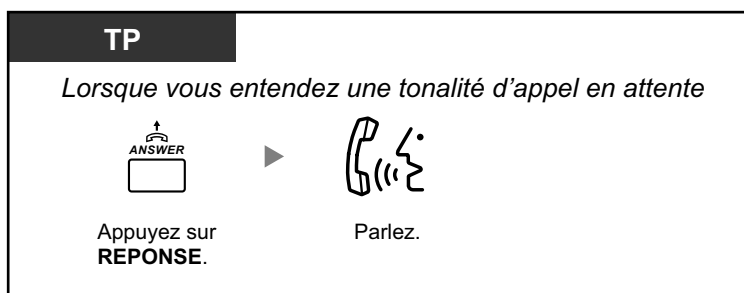 TP
Lorsque vous entendez une tonalité d’appel en attente
ANSWER
Appuyez sur
REPONSE.
Parlez.